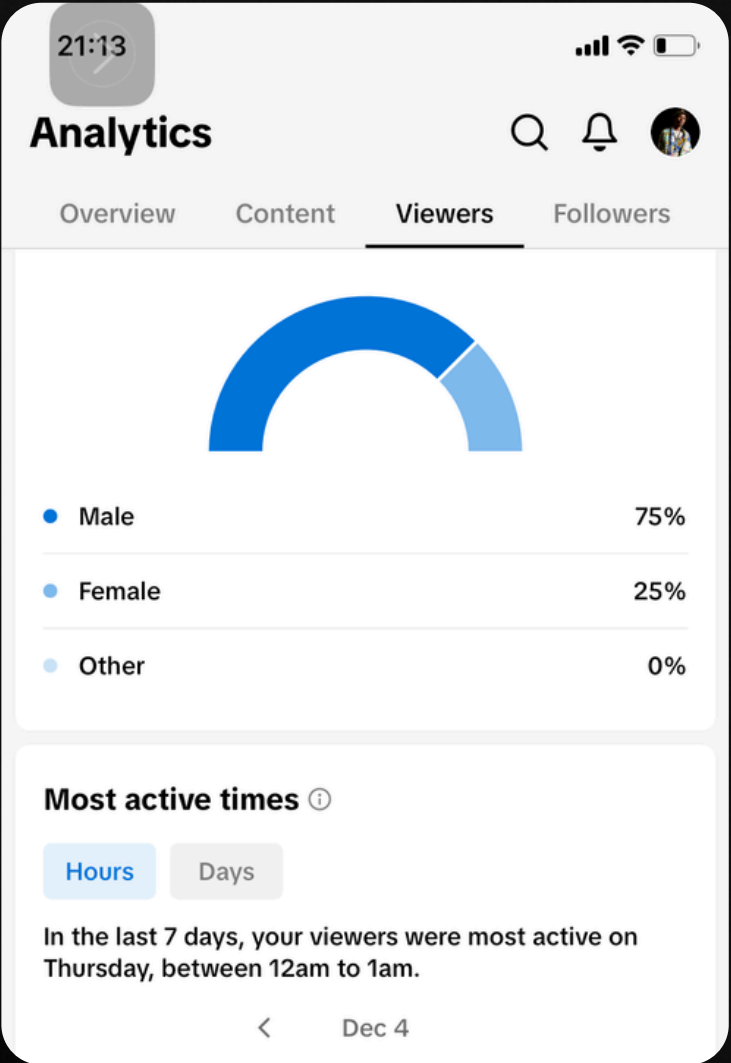 21:13
Analytics
Overview Content Viewers Followers
Male 75%
Female 25%
Other 0%
Most active times
Hours Days
In the last 7 days, your viewers were most active on
Thursday, between 12am to 1am.
Dec 4